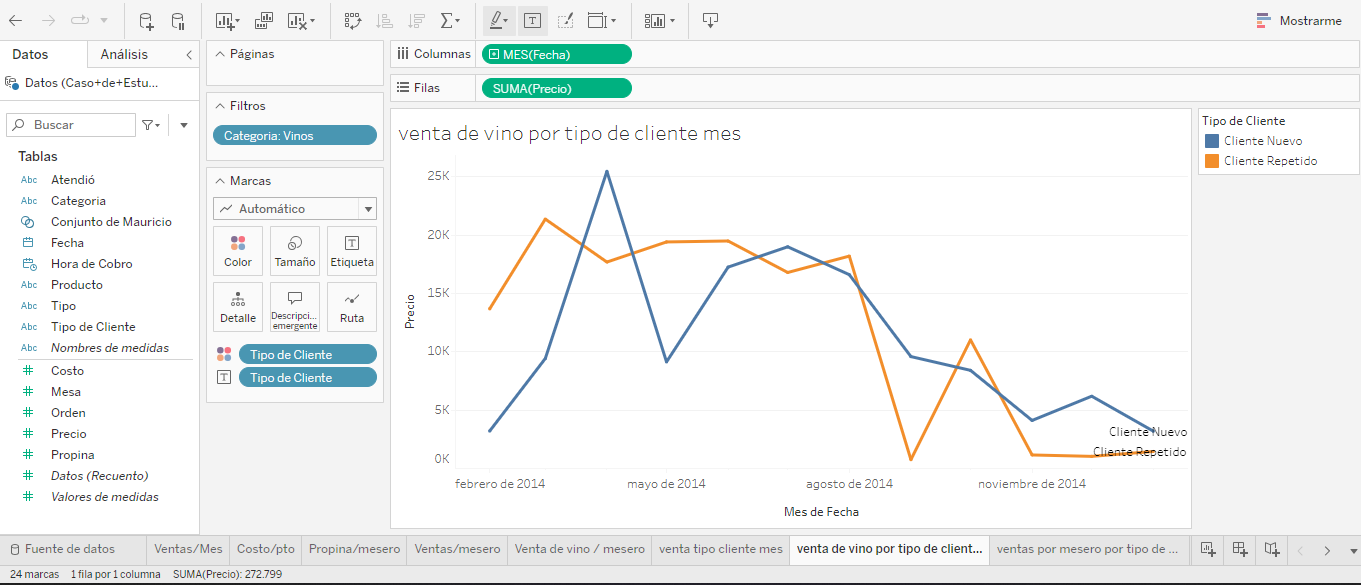 Mostrarme
Datos
Análisis
Datos (Caso+de+Estu...
Buscar
Tablas
Abc Atendió
Abc Categoria
Conjunto de Mauricio
Fecha
Hora de Cobro
Abc Producto
Abc Tipo
Abc Tipo de Cliente
Abc Nombres de medidas
# Costo
# Mesa
# Orden
# Precio
# Propina
# Datos (Recuento)
# Valores de medidas
Páginas
Filtros
Categoria: Vinos
Marcas
Automático
Color
Tamaño
Etiqueta
Detalle
Descripci...
emergente
Ruta
Tipo de Cliente
Tipo de Cliente
Columnas
MES(Fecha)
Filas
SUMA(Precio)
venta de vino por tipo de cliente mes
25K
20K
15K
10K
5K
0K
Precio
Cliente Nuevo
Cliente Repetido
febrero de 2014
mayo de 2014
agosto de 2014
noviembre de 2014
Mes de Fecha
Tipo de Cliente
Cliente Nuevo
Cliente Repetido
Fuente de datos
Ventas/Mes
Costo/pto
Propina/mesero
Ventas/mesero
Venta de vino / mesero
venta tipo cliente mes
venta de vino por tipo de client...
ventas por mesero por tipo de ...
24 marcas
1 fila por 1 columna
SUMA(Precio): 272.799